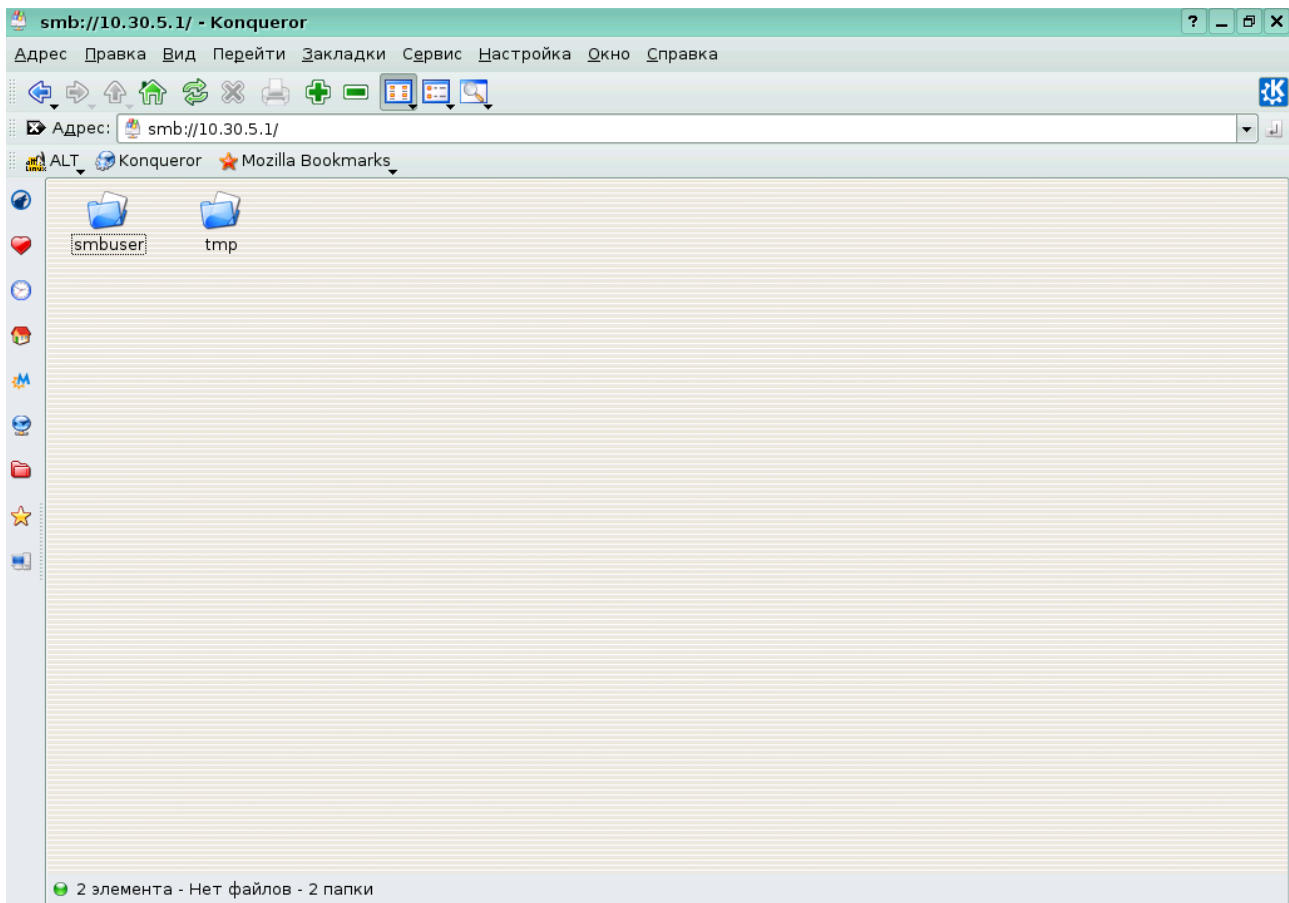 smb://10.30.5.1/ - Konqueror
Адрес Правка Вид Перейти Закладки Сервис Настройка Окно Справка
Адрес: smb://10.30.5.1/
ALT Konqueror Mozilla Bookmarks
smbuser tmp
2 элемента - Нет файлов - 2 папки